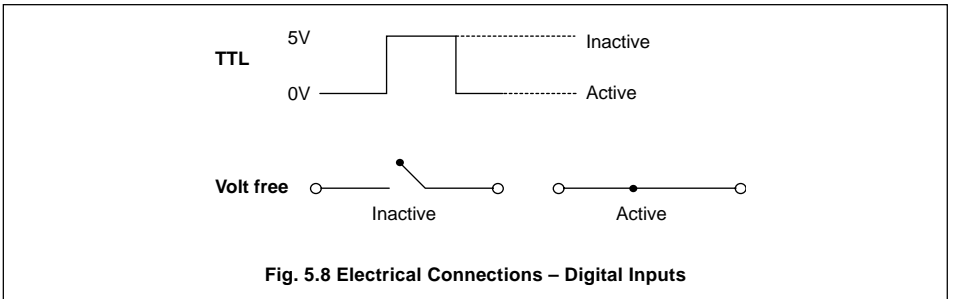 5V
Inactive
TTL
0V
Active
Volt free
Inactive
Active
Fig. 5.8 Electrical Connections – Digital Inputs